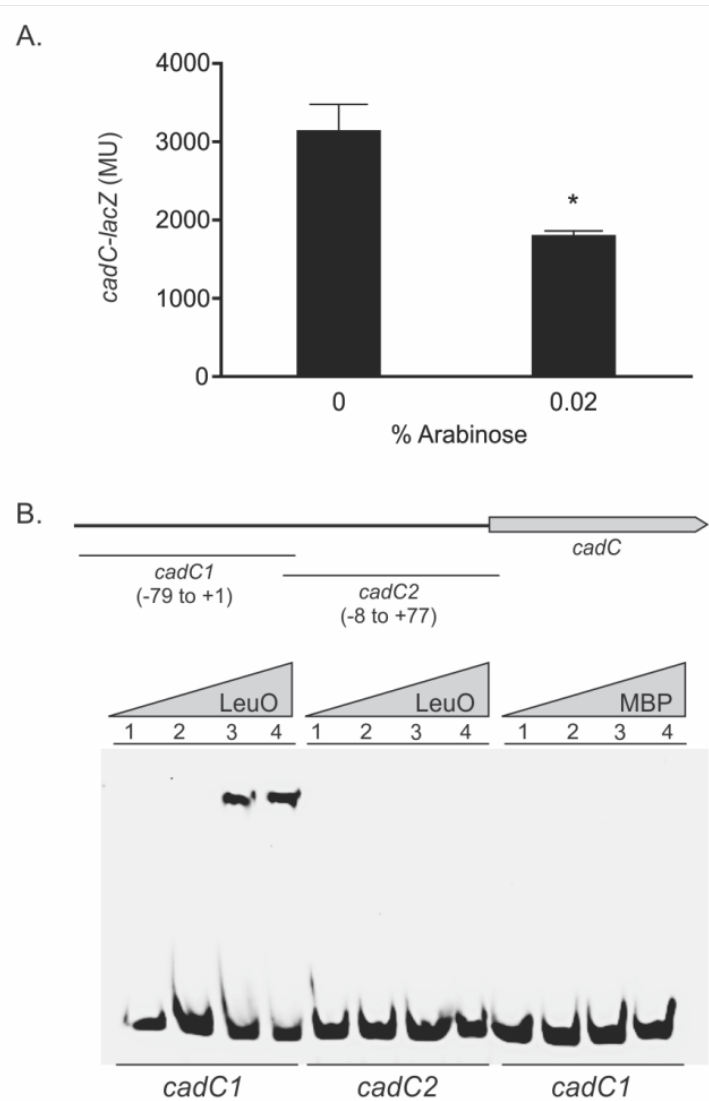 A.
4000
3000
2000
1000
0
cadC-lacZ (MU)
*
0 0.02
% Arabinose
B.
cadC
cadC1
(-79 to +1)
cadC2
(-8 to +77)
LeuO LeuO MBP
1 2 3 4 1 2 3 4 1 2 3 4
cadC1 cadC2 cadC1